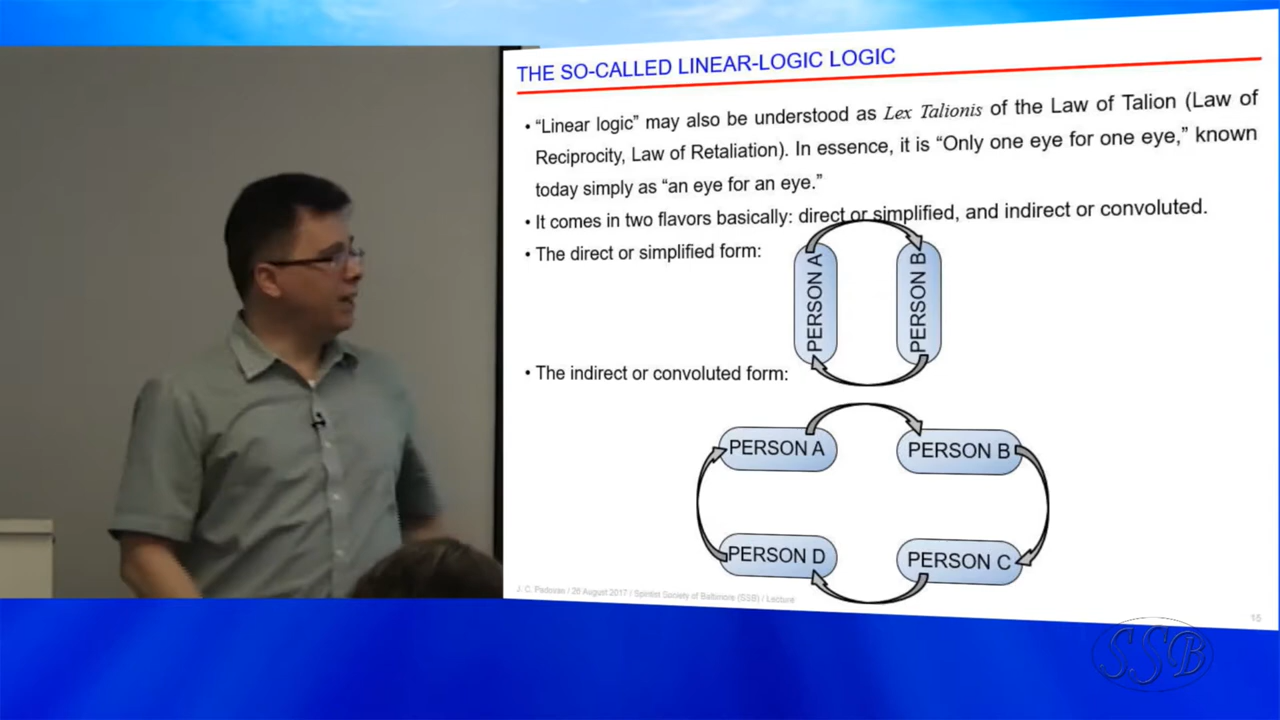 THE SO-CALLED LINEAR-LOGIC LOGIC
• “Linear logic” may also be understood as Lex Talionis of the Law of Talion (Law of
Reciprocity, Law of Retaliation). In essence, it is “Only one eye for one eye,” known
today simply as “an eye for an eye.”
• It comes in two flavors basically: direct or simplified, and indirect or convoluted.
• The direct or simplified form:
PERSON A
PERSON B
• The indirect or convoluted form:
PERSON A
PERSON B
PERSON D
PERSON C
J. C. Padovas / 26 August 2017 / Spiritist Society of Baltimore (SSB) / Lecture
15
SSB